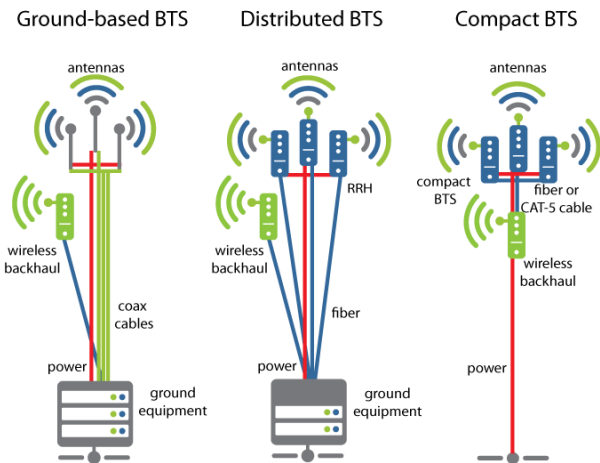 Ground-based BTS
antennas
wireless
backhaul
coax
cables
power
ground
equipment
Distributed BTS
antennas
RRH
wireless
backhaul
fiber
power
ground
equipment
Compact BTS
antennas
compact
BTS
fiber or
CAT-5 cable
wireless
backhaul
power